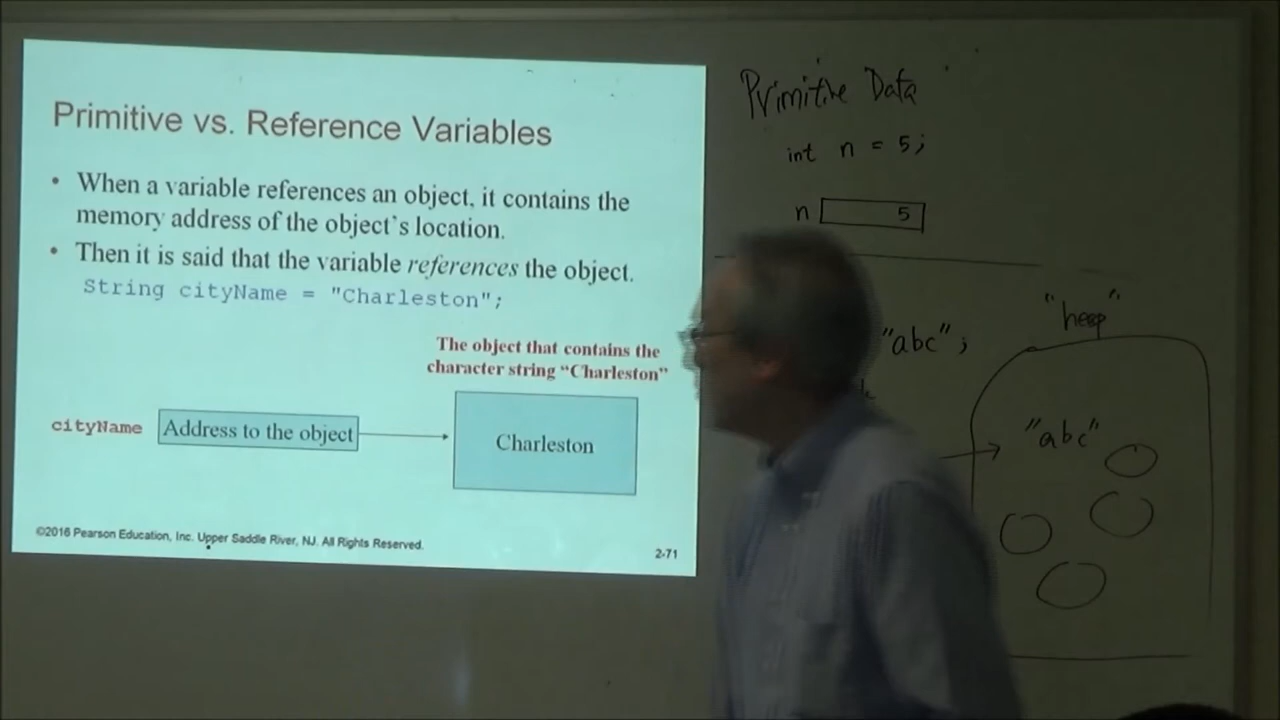 Primitive vs. Reference Variables
• When a variable references an object, it contains the
memory address of the object's location.
• Then it is said that the variable references the object.
String cityName = "Charleston";
The object that contains the
character string “Charleston”
cityName
Address to the object
Charleston
©2016 Pearson Education, Inc. Upper Saddle River, NJ. All Rights Reserved.
2-71
Primitive Data
int n = 5;
n 5
"abc";
"heap"
"abc"